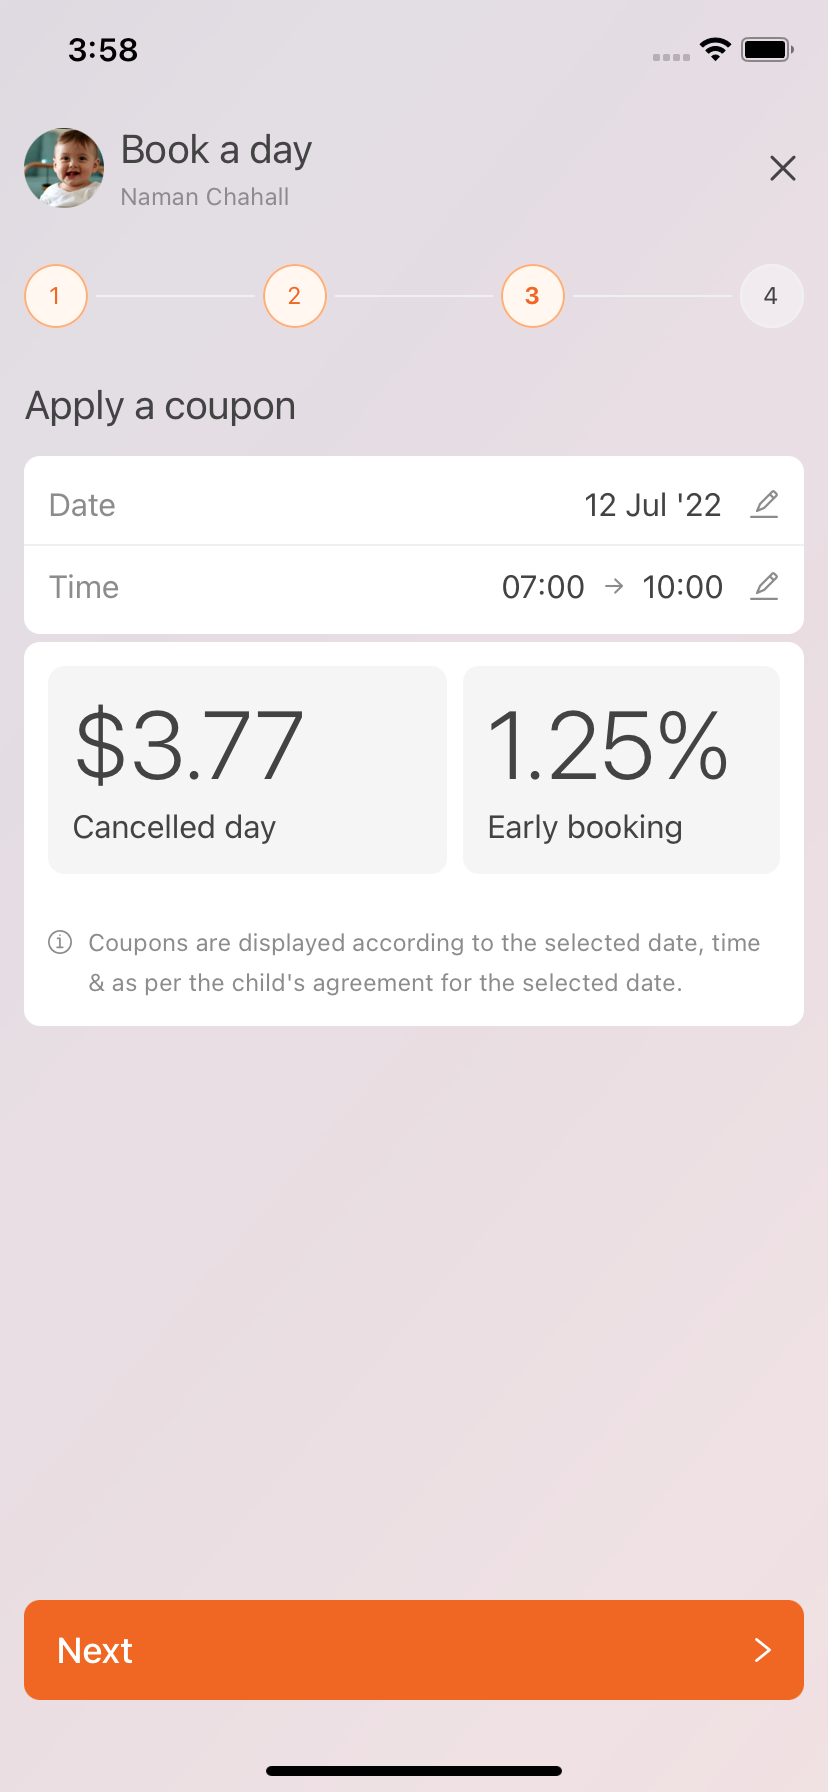 3:58
Book a day
Naman Chahall
1 2 3 4
Apply a coupon
Date 12 Jul '22
Time 07:00 → 10:00
$3.77 1.25%
Cancelled day Early booking
Coupons are displayed according to the selected date, time
& as per the child's agreement for the selected date.
Next